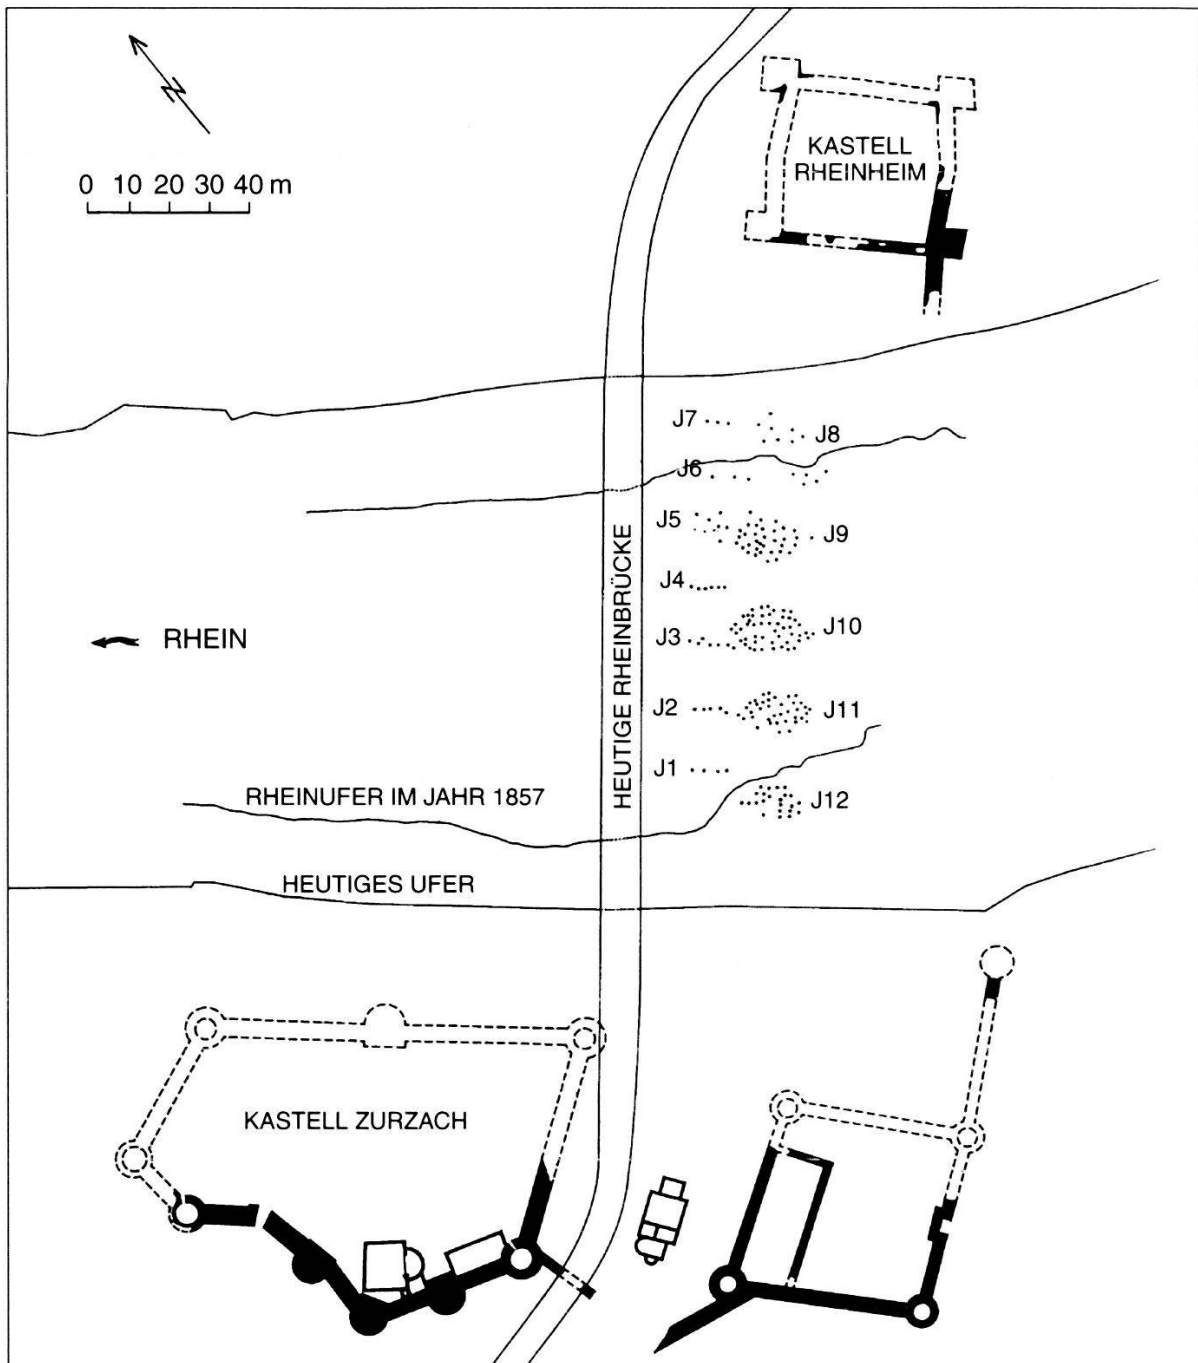 KASTELL
RHEINHEIM
0 10 20 30 40 m
J7
J8
J6
J5
J9
J4
RHEIN
J3
J10
HEUTIGE RHEINBRÜCKE
J2
J11
J1
RHEINUFER IM JAHR 1857
J12
HEUTIGES UFER
KASTELL ZURZACH